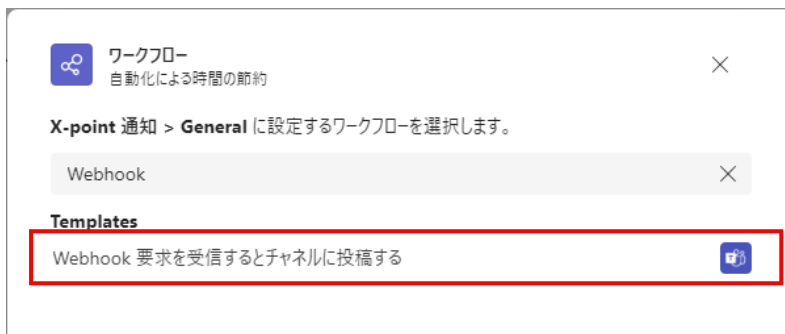 ワークフロー
自動化による時間の節約
X-point 通知 > General に設定するワークフローを選択します。
Webhook
Templates
Webhook 要求を受信するとチャネルに投稿する